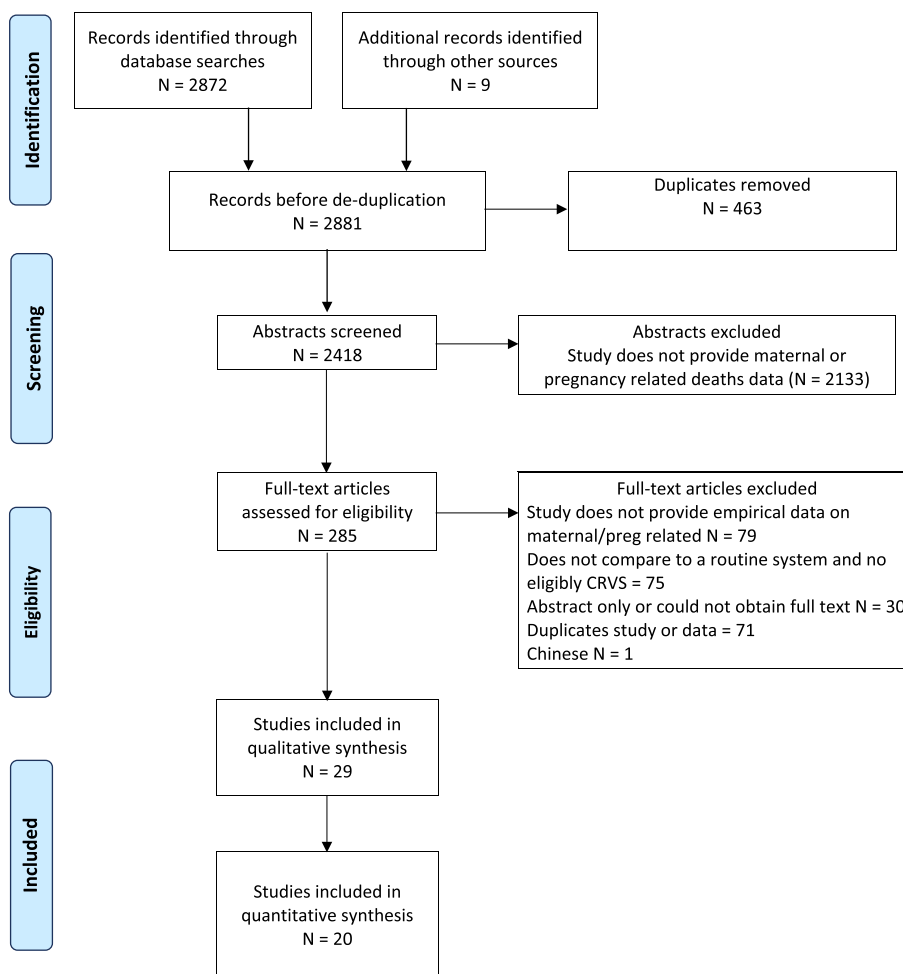 Identification
Records identified through
database searches
N = 2872
Additional records identified
through other sources
N = 9
Records before de-duplication
N = 2881
Duplicates removed
N = 463
Screening
Abstracts screened
N = 2418
Abstracts excluded
Study does not provide maternal or
pregnancy related deaths data (N = 2133)
Eligibility
Full-text articles
assessed for eligibility
N = 285
Full-text articles excluded
Study does not provide empirical data on
maternal/preg related N = 79
Does not compare to a routine system and no
eligibly CRVS = 75
Abstract only or could not obtain full text N = 30
Duplicates study or data = 71
Chinese N = 1
Included
Studies included in
qualitative synthesis
N = 29
Studies included in
quantitative synthesis
N = 20